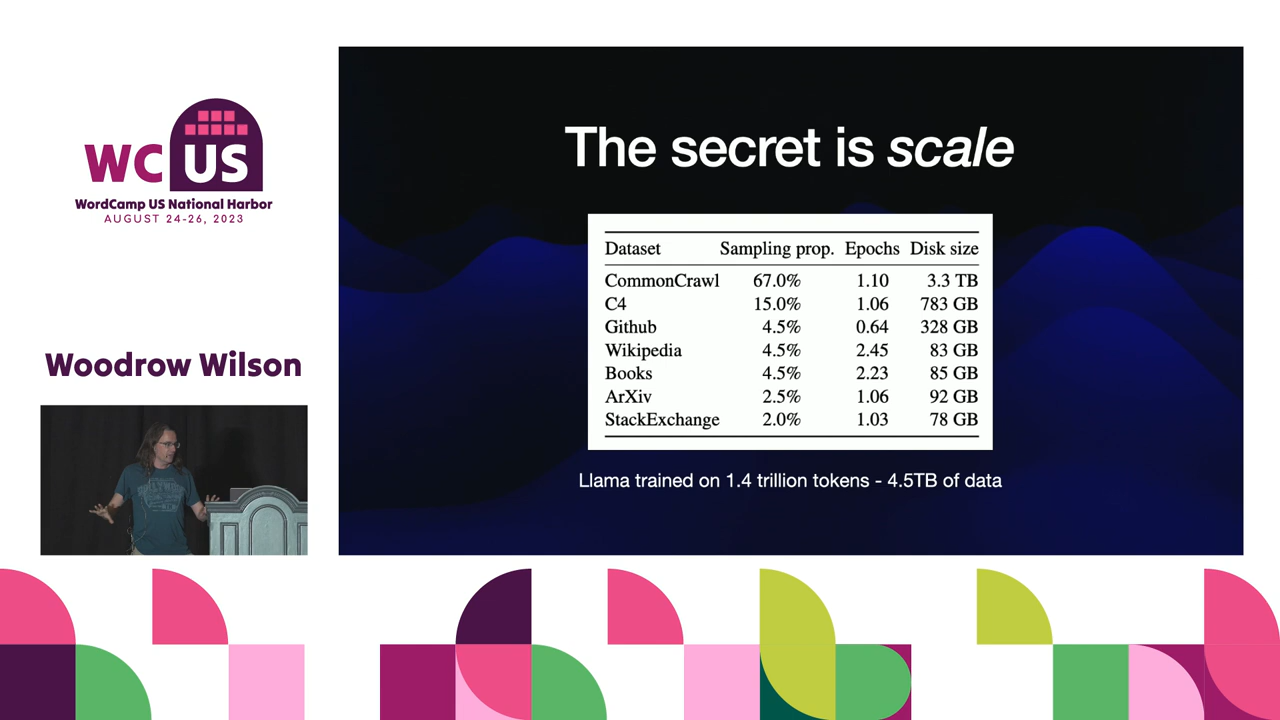 WC US
WordCamp US National Harbor
AUGUST 24-26, 2023
Woodrow Wilson
The secret is scale
Dataset Sampling prop. Epochs Disk size
CommonCrawl 67.0% 1.10 3.3 TB
C4 15.0% 1.06 783 GB
Github 4.5% 0.64 328 GB
Wikipedia 4.5% 2.45 83 GB
Books 4.5% 2.23 85 GB
ArXiv 2.5% 1.06 92 GB
StackExchange 2.0% 1.03 78 GB
Llama trained on 1.4 trillion tokens - 4.5TB of data